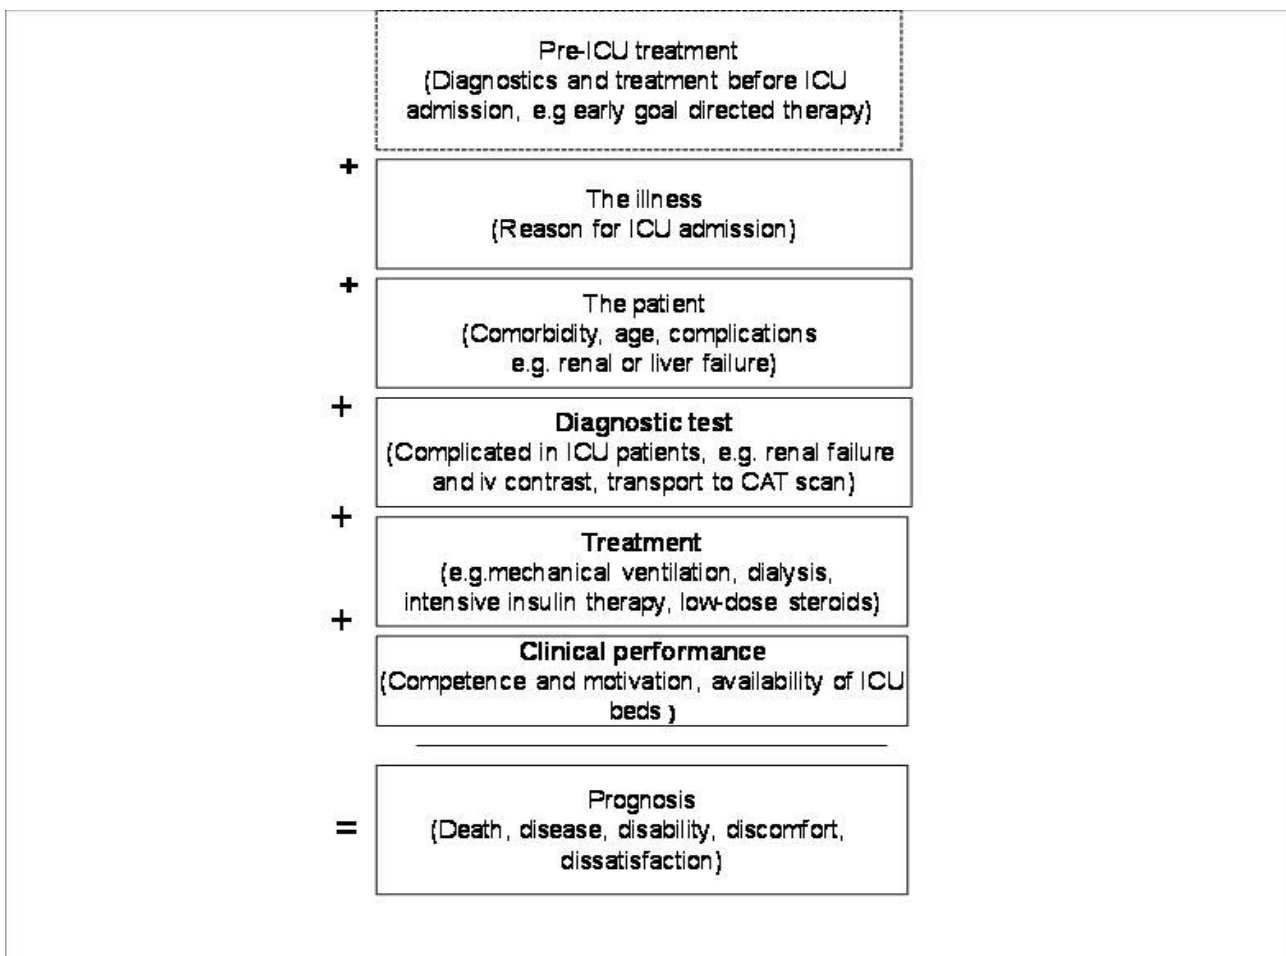 Pre-ICU treatment
(Diagnostics and treatment before ICU
admission, e.g early goal directed therapy)
+
The illness
(Reason for ICU admission)
+
The patient
(Comorbidity, age, complications
e.g. renal or liver failure)
+
Diagnostic test
(Complicated in ICU patients, e.g. renal failure
and iv contrast, transport to CAT scan)
+
Treatment
(e.g.mechanical ventilation, dialysis,
intensive insulin therapy, low-dose steroids)
+
Clinical performance
(Competence and motivation, availability of ICU
beds )
=
Prognosis
(Death, disease, disability, discomfort,
dissatisfaction)